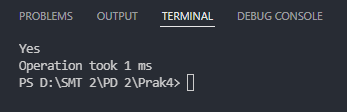 PROBLEMS OUTPUT TERMINAL DEBUG CONSOLE
Yes
Operation took 1 ms
PS D:\SMT 2\PD 2\Prak4>